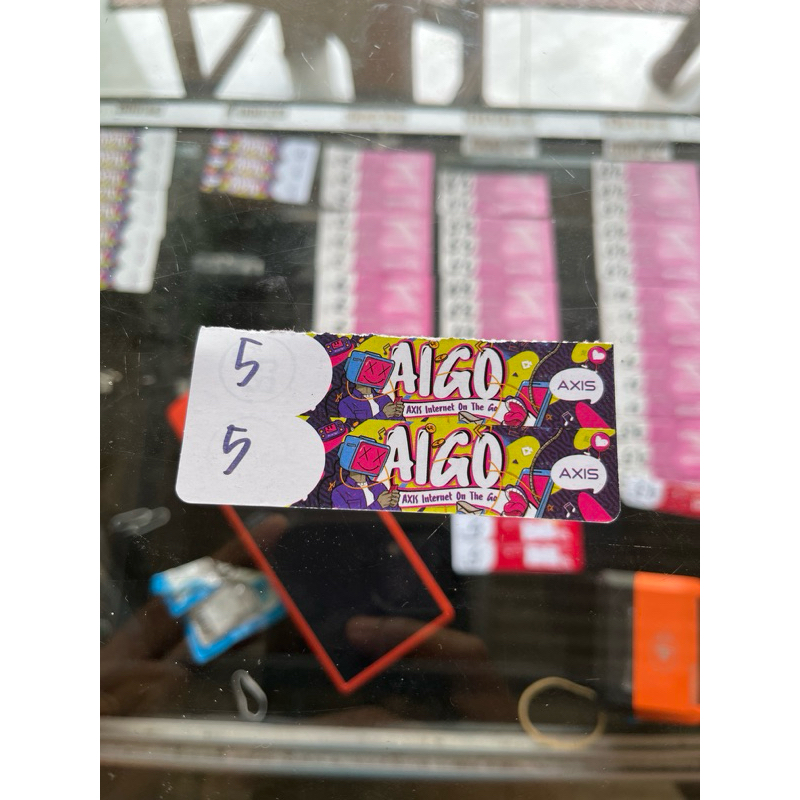 5
AIGO
AXIS Internet On The Go
AXIS
5
AIGO
AXIS Internet On The Go
AXIS